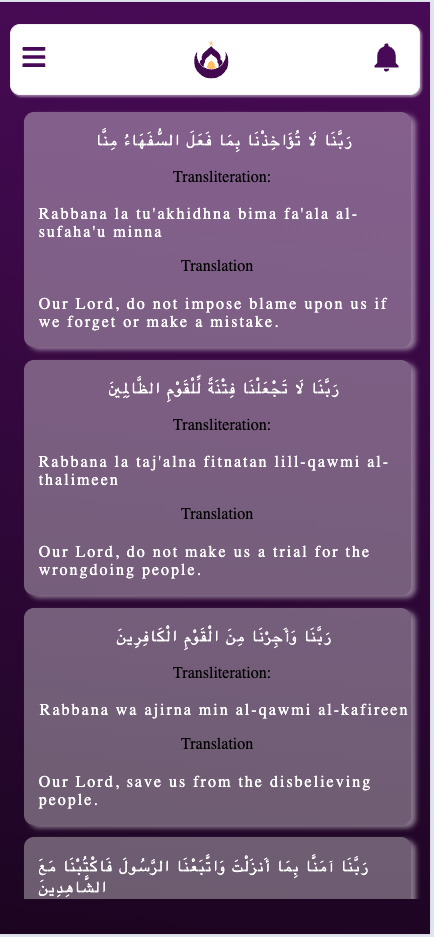 رَبَّنَا لَا تُؤَاخِذْنَا بِمَا فَعَلَ السُّفَهَاءُ مِنَّا
Transliteration:
Rabbana la tu'akhidhna bima fa'ala al-
sufaha'u minna
Translation
Our Lord, do not impose blame upon us if
we forget or make a mistake.
رَبَّنَا لَا تَجْعَلْنَا فِتْنَةً لِّلْقَوْمِ الظَّالِمِينَ
Transliteration:
Rabbana la taj'alna fitnatan lill-qawmi al-
thalimeen
Translation
Our Lord, do not make us a trial for the
wrongdoing people.
رَبَّنَا وَأَجِرْنَا مِنَ الْقَوْمِ الْكَافِرِينَ
Transliteration:
Rabbana wa ajirna min al-qawmi al-kafireen
Translation
Our Lord, save us from the disbelieving
people.
رَبَّنَا آمَنَّا بِمَا أَنزَلْتَ وَاتَّبَعْنَا الرَّسُولَ فَاكْتُبْنَا مَعَ
الشَّاهِدِينَ